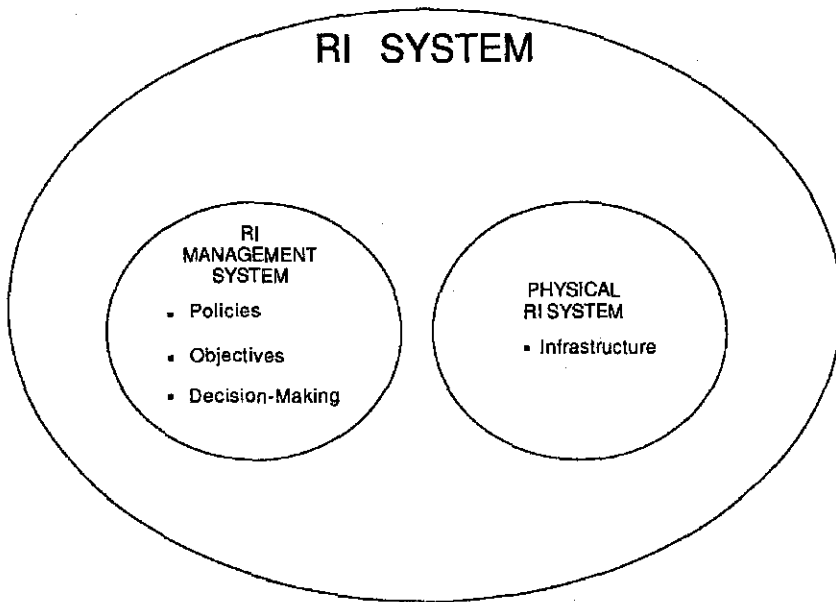 RI SYSTEM
RI
MANAGEMENT
SYSTEM
▪ Policies
▪ Objectives
▪ Decision-Making
PHYSICAL
RI SYSTEM
▪ Infrastructure